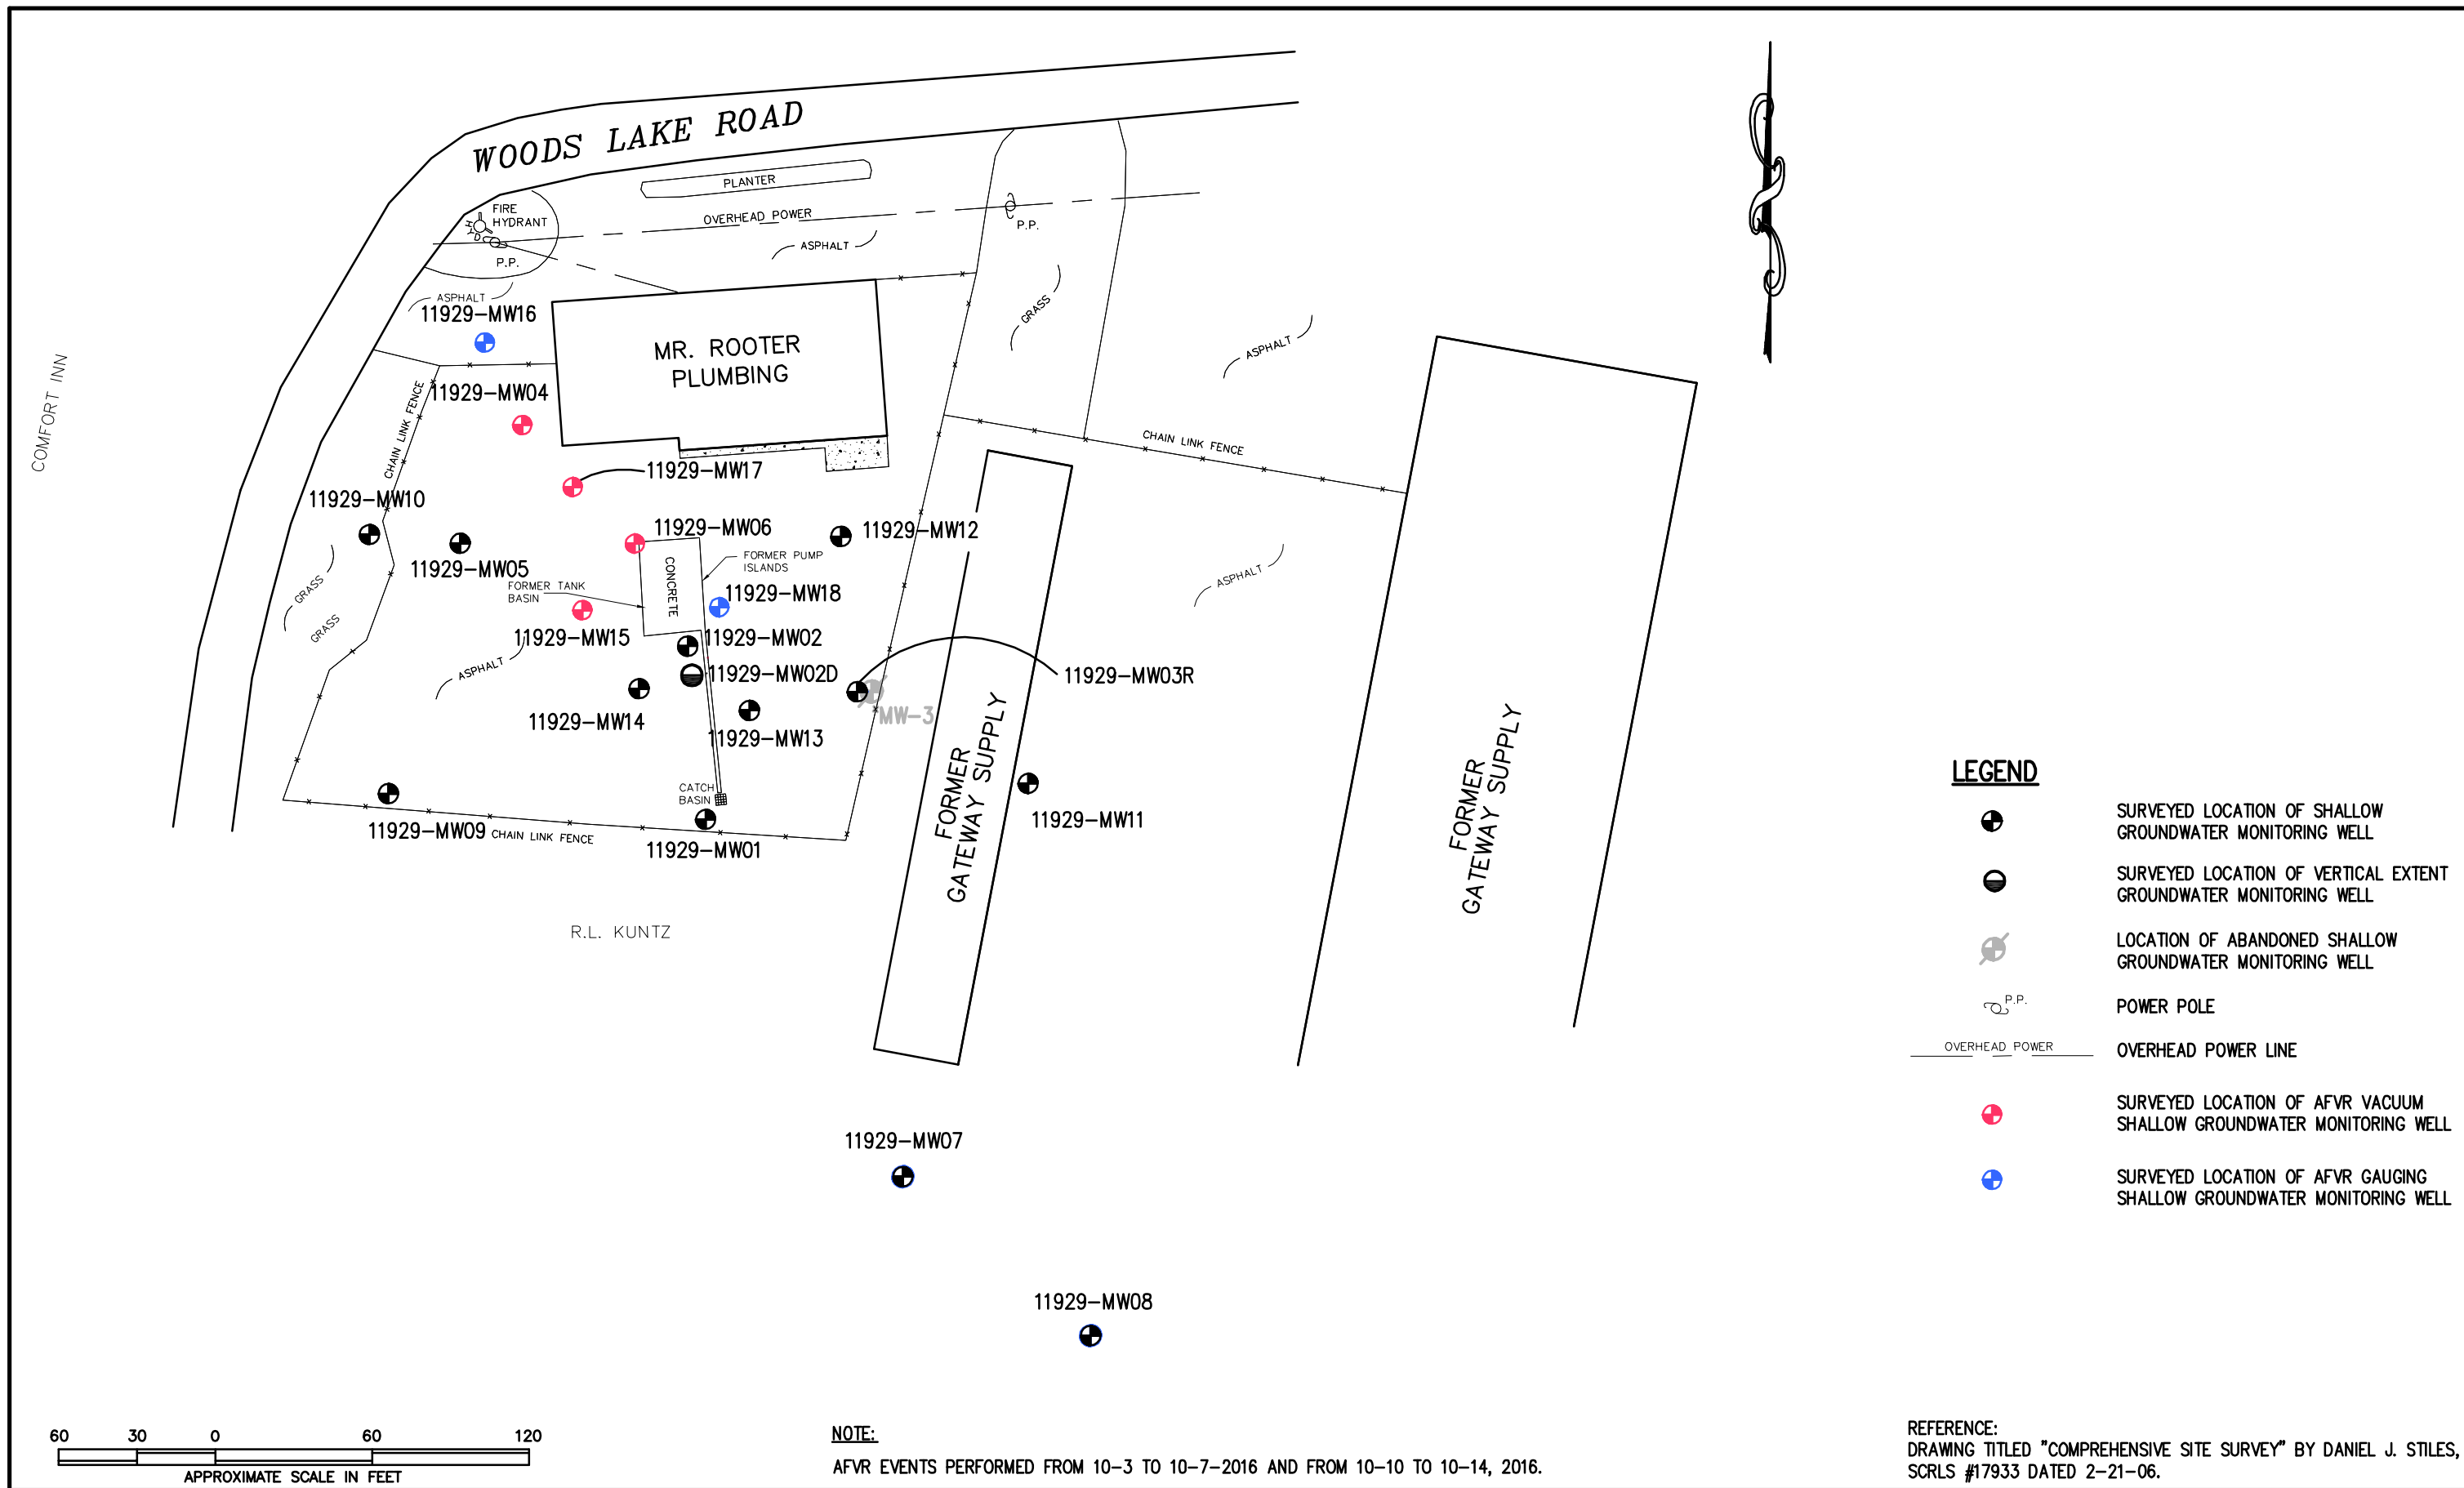 WOODS LAKE ROAD
PLANTER
FIRE
HYDRANT
HYD
OVERHEAD POWER
P.P.
P.P.
ASPHALT
ASPHALT
11929-MW16
GRASS
ASPHALT
MR. ROOTER
PLUMBING
COMFORT INN
11929-MW04
CHAIN LINK FENCE
CHAIN LINK FENCE
11929-MW17
11929-MW10
11929-MW06
11929-MW12
FORMER PUMP
ISLANDS
11929-MW05
CONCRETE
FORMER TANK
BASIN
11929-MW18
ASPHALT
GRASS
GRASS
11929-MW15
11929-MW02
ASPHALT
11929-MW02D
11929-MW03R
MW-3
11929-MW14
11929-MW13
CATCH
BASIN
FORMER
GATEWAY SUPPLY
FORMER
GATEWAY SUPPLY
11929-MW09
CHAIN LINK FENCE
11929-MW01
11929-MW11
R.L. KUNTZ
11929-MW07
11929-MW08
LEGEND
SURVEYED LOCATION OF SHALLOW
GROUNDWATER MONITORING WELL
SURVEYED LOCATION OF VERTICAL EXTENT
GROUNDWATER MONITORING WELL
LOCATION OF ABANDONED SHALLOW
GROUNDWATER MONITORING WELL
P.P.
POWER POLE
OVERHEAD POWER
OVERHEAD POWER LINE
SURVEYED LOCATION OF AFVR VACUUM
SHALLOW GROUNDWATER MONITORING WELL
SURVEYED LOCATION OF AFVR GAUGING
SHALLOW GROUNDWATER MONITORING WELL
60 30 0 60 120
APPROXIMATE SCALE IN FEET
NOTE:
AFVR EVENTS PERFORMED FROM 10-3 TO 10-7-2016 AND FROM 10-10 TO 10-14, 2016.
REFERENCE:
DRAWING TITLED "COMPREHENSIVE SITE SURVEY" BY DANIEL J. STILES,
SCRLS #17933 DATED 2-21-06.